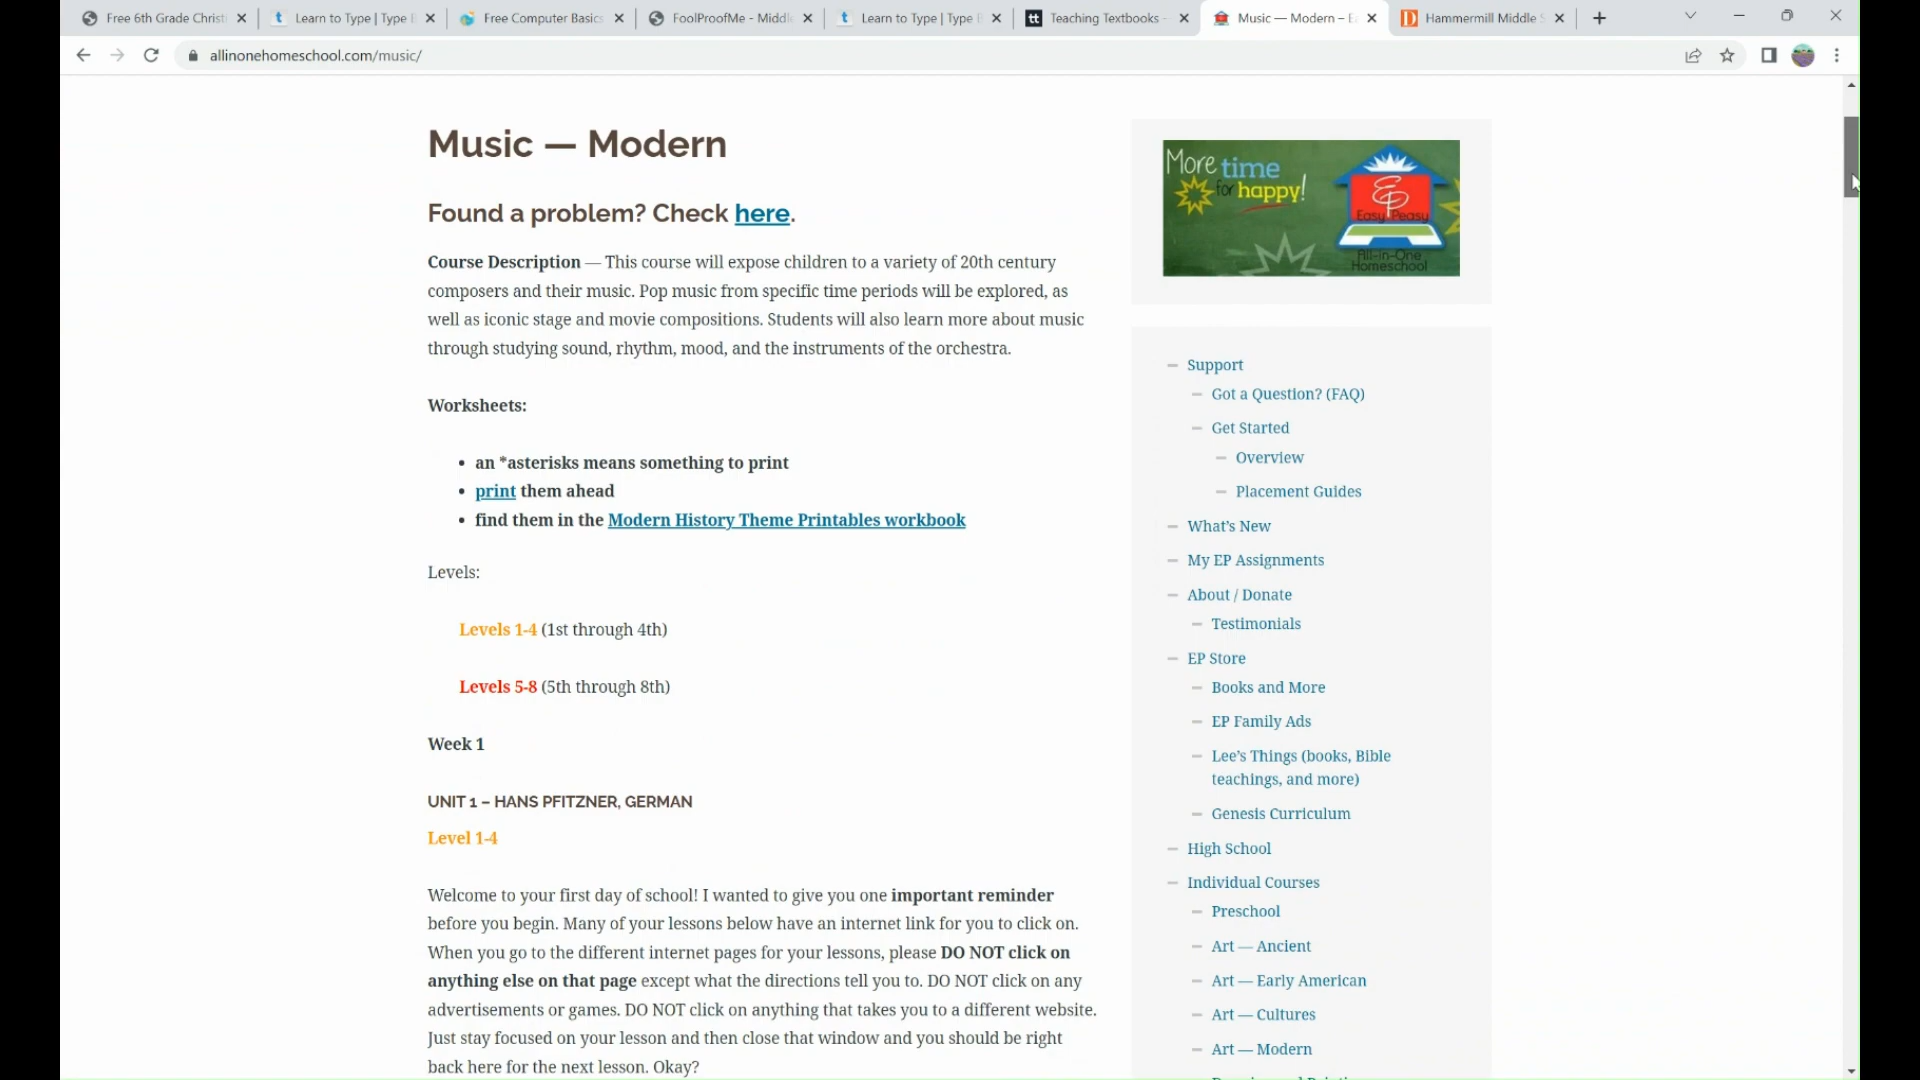 Free 6th Grade Christ
Learn to Type | Type
Free Computer Basics
FoolProofMe - Middl
Learn to Type | Type
Teaching Textbooks
Music — Modern – E
Hammermill Middle
allinonehomeschool.com/music/
Music — Modern
Found a problem? Check here.
Course Description — This course will expose children to a variety of 20th century
composers and their music. Pop music from specific time periods will be explored, as
well as iconic stage and movie compositions. Students will also learn more about music
through studying sound, rhythm, mood, and the instruments of the orchestra.
Worksheets:
• an *asterisks means something to print
• print them ahead
• find them in the Modern History Theme Printables workbook
Levels:
Levels 1-4 (1st through 4th)
Levels 5-8 (5th through 8th)
Week 1
UNIT 1 – HANS PFITZNER, GERMAN
Level 1-4
Welcome to your first day of school! I wanted to give you one important reminder
before you begin. Many of your lessons below have an internet link for you to click on.
When you go to the different internet pages for your lessons, please DO NOT click on
anything else on that page except what the directions tell you to. DO NOT click on any
advertisements or games. DO NOT click on anything that takes you to a different website.
Just stay focused on your lesson and then close that window and you should be right
back here for the next lesson. Okay?
More time
for happy!
EP
Easy Peasy
All-in-One
Homeschool
Support
Got a Question? (FAQ)
Get Started
Overview
Placement Guides
What's New
My EP Assignments
About / Donate
Testimonials
EP Store
Books and More
EP Family Ads
Lee's Things (books, Bible
teachings, and more)
Genesis Curriculum
High School
Individual Courses
Preschool
Art — Ancient
Art — Early American
Art — Cultures
Art — Modern